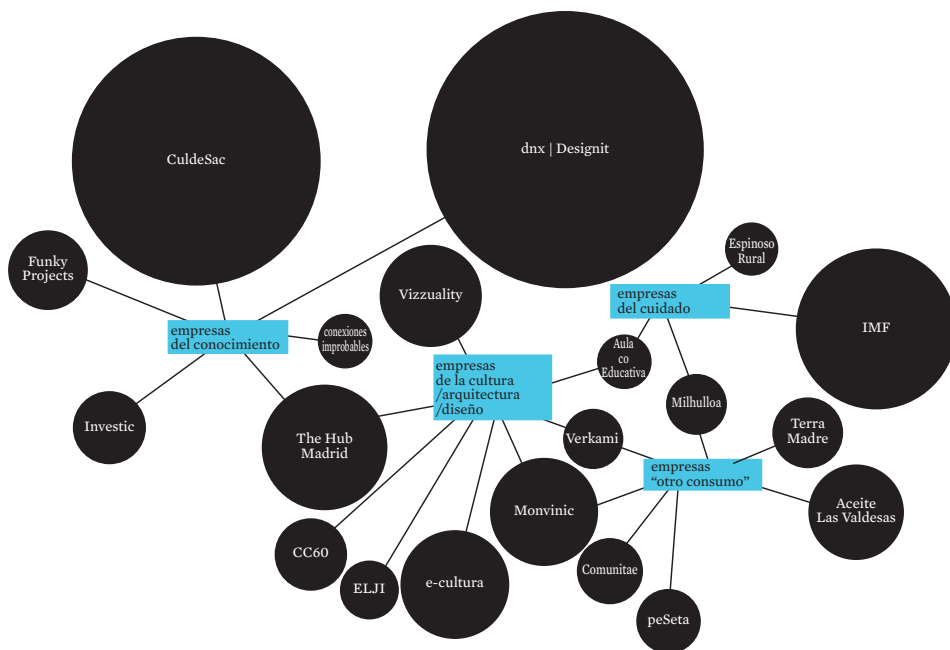 CuldeSac
dnx | Designit
Funky
Projects
Vizzuality
Espinoso
Rural
empresas
del cuidado
IMF
empresas
del conocimiento
conexiones
improbables
Aula
co
Educativa
empresas
de la cultura
/arquitectura
/diseño
Milhulloa
Investic
The Hub
Madrid
Verkami
Terra
Madre
empresas
“otro consumo”
Monvinic
Aceite
Las Valdesas
CC60
ELJI
e-cultura
Comunitae
peSeta